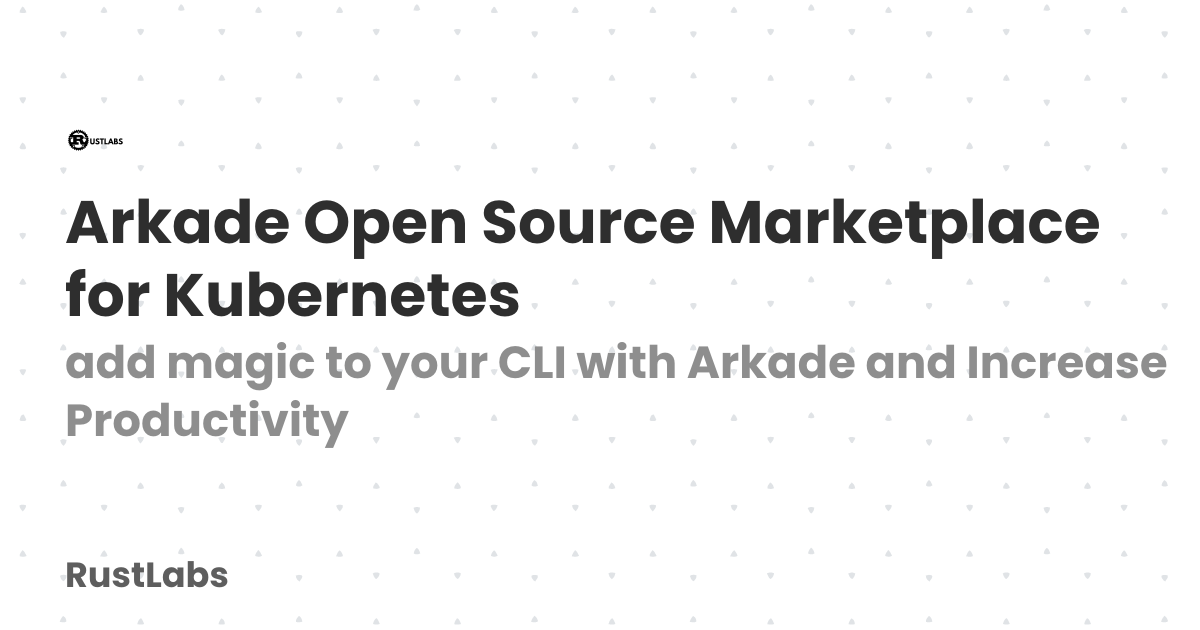 RUSTLABS
Arkade Open Source Marketplace
for Kubernetes
add magic to your CLI with Arkade and Increase
Productivity
RustLabs